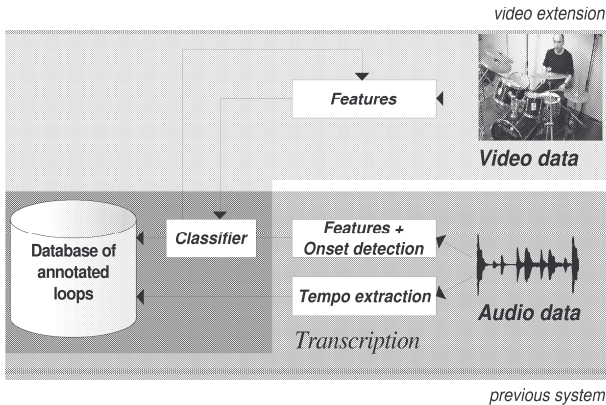 video extension
Features
Video data
Database of
annotated
loops
Classifier
Features +
Onset detection
Tempo extraction
Audio data
Transcription
previous system